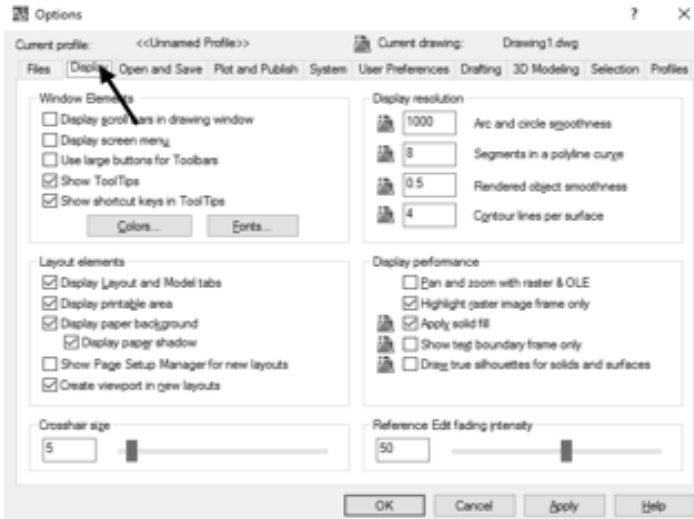 Options ? ×
Current profile: <<Unnamed Profile>> Current drawing: Drawing1.dwg
Files Display Open and Save Plot and Publish System User Preferences Drafting 3D Modeling Selection Profiles
Window Elements
Display scroll bars in drawing window
Display screen menu
Use large buttons for Toolbars
Show ToolTips
Show shortcut keys in ToolTips
Colors... Fonts...
Display resolution
1000 Arc and circle smoothness
8 Segments in a polyline curve
0.5 Rendered object smoothness
4 Contour lines per surface
Layout elements
Display Layout and Model tabs
Display printable area
Display paper background
Display paper shadow
Show Page Setup Manager for new layouts
Create viewport in new layouts
Display performance
Pan and zoom with raster & OLE
Highlight raster image frame only
Apply solid fill
Show text boundary frame only
Draw true silhouettes for solids and surfaces
Crosshair size
5
Reference Edit fading intensity
50
OK Cancel Apply Help